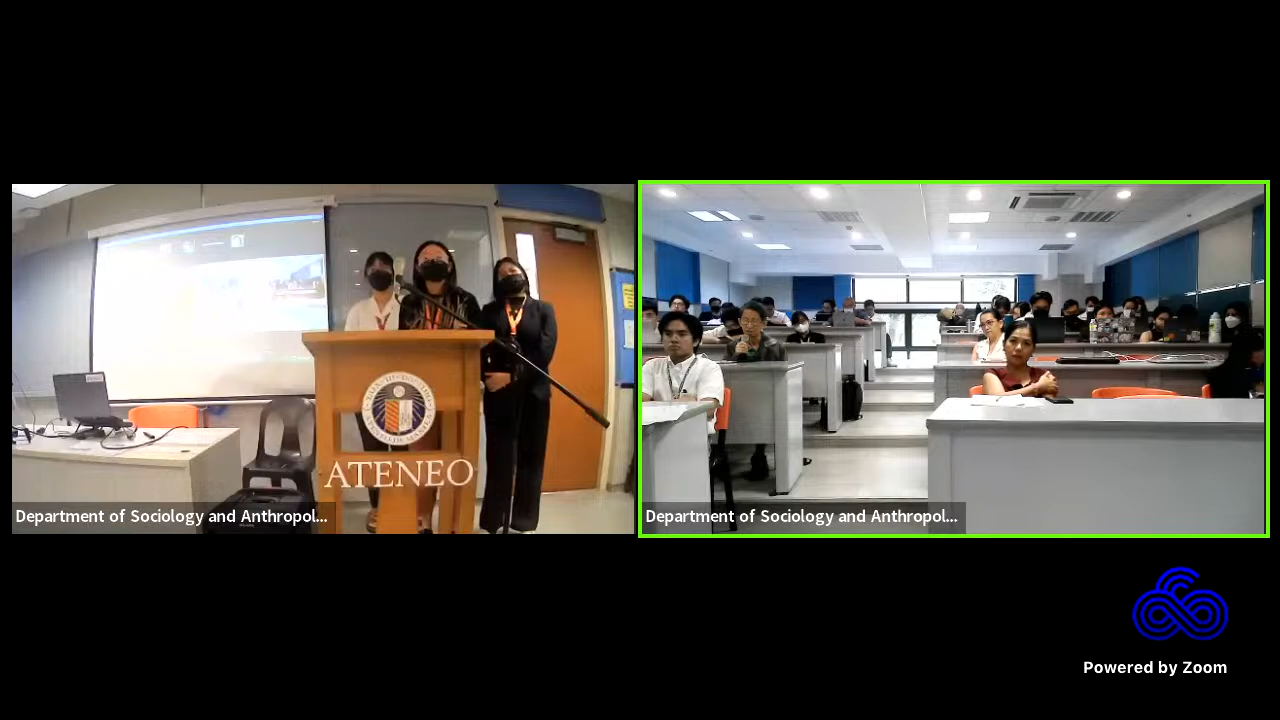 ATENEO
Department of Sociology and Anthropol...
Department of Sociology and Anthropol...
Powered by Zoom